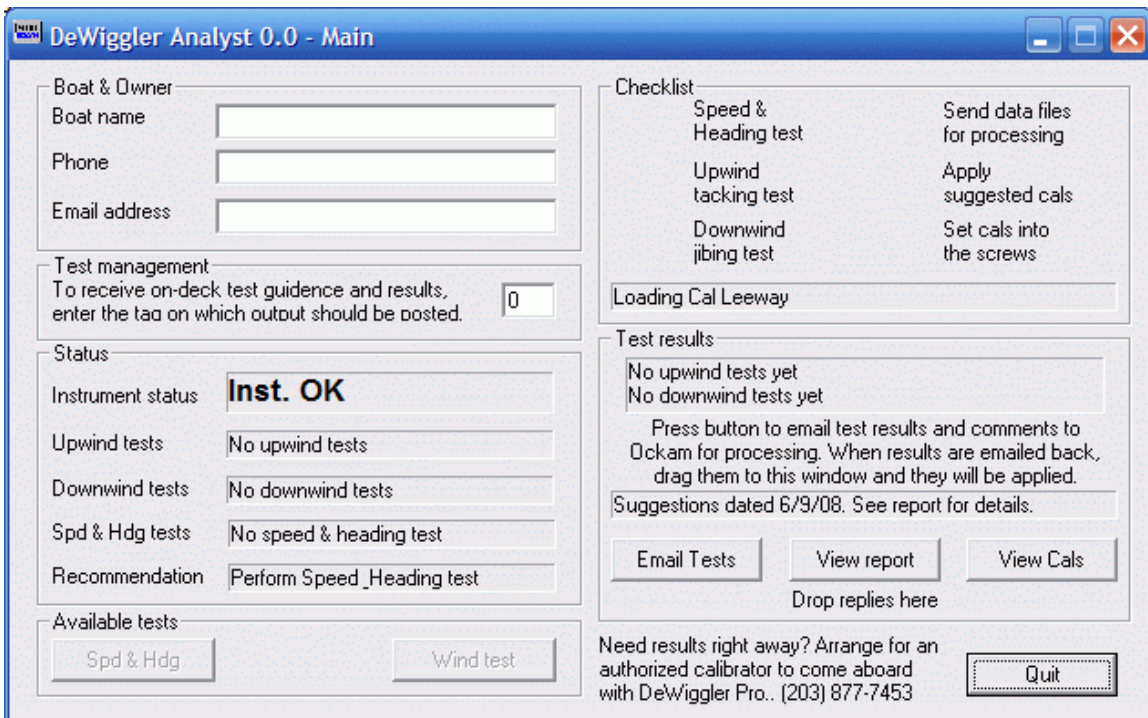 DeWiggler Analyst 0.0 - Main
Boat & Owner
Boat name
Phone
Email address
Test management
To receive on-deck test guidence and results,
enter the tag on which output should be posted.
0
Status
Instrument status
Inst. OK
Upwind tests
No upwind tests
Downwind tests
No downwind tests
Spd & Hdg tests
No speed & heading test
Recommendation
Perform Speed_Heading test
Available tests
Spd & Hdg
Wind test
Checklist
Speed &
Heading test
Send data files
for processing
Upwind
tacking test
Apply
suggested cals
Downwind
jibing test
Set cals into
the screws
Loading Cal Leeway
Test results
No upwind tests yet
No downwind tests yet
Press button to email test results and comments to
Ockam for processing. When results are emailed back,
drag them to this window and they will be applied.
Suggestions dated 6/9/08. See report for details.
Email Tests
View report
View Cals
Drop replies here
Need results right away? Arrange for an
authorized calibrator to come aboard
with DeWiggler Pro.. (203) 877-7453
Quit